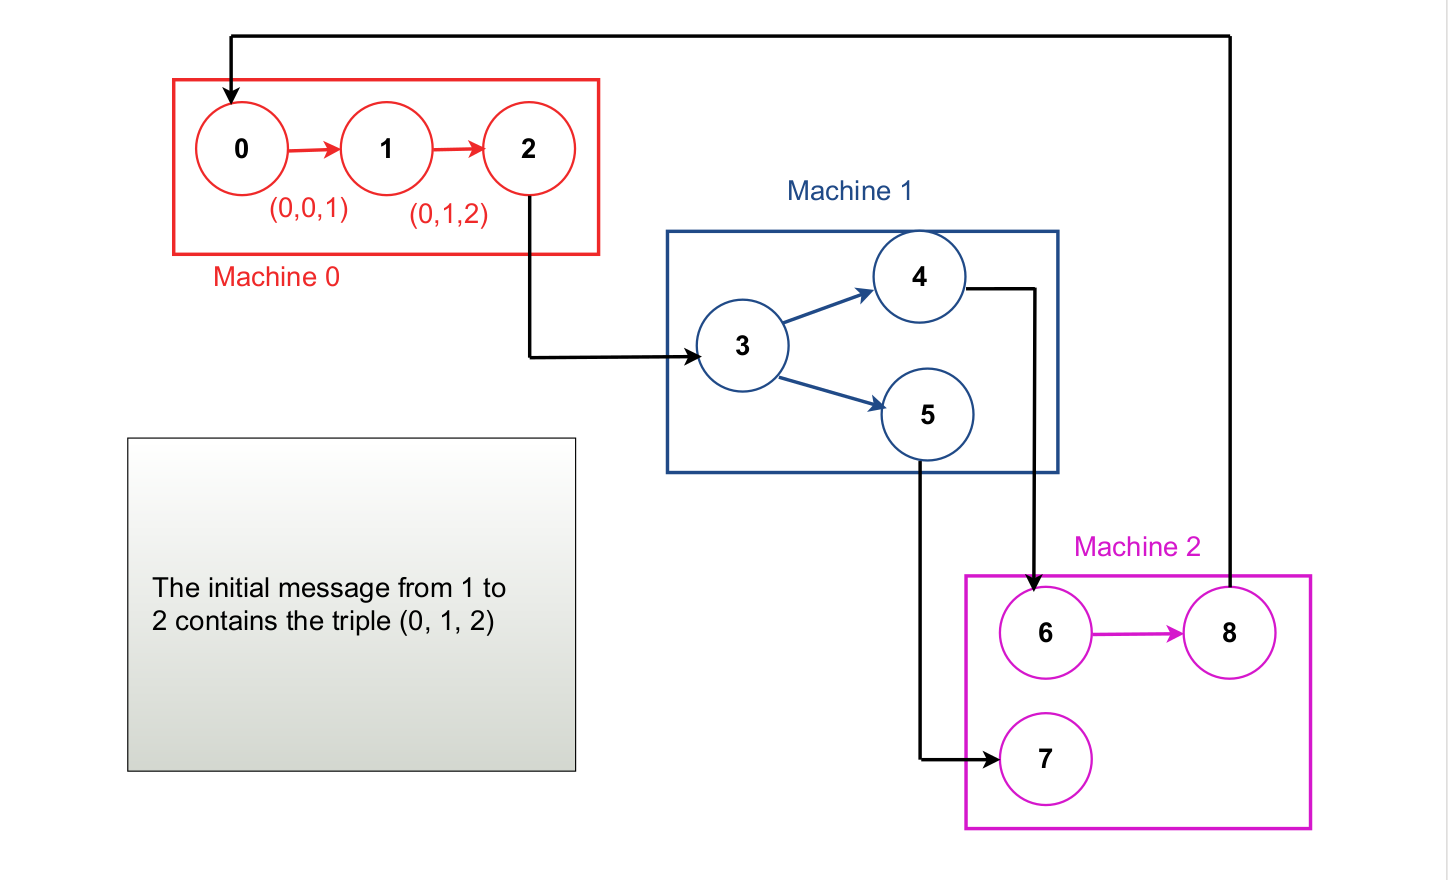 0
1
2
(0,0,1)
(0,1,2)
Machine 0
Machine 1
4
3
5
The initial message from 1 to
2 contains the triple (0, 1, 2)
Machine 2
6
8
7